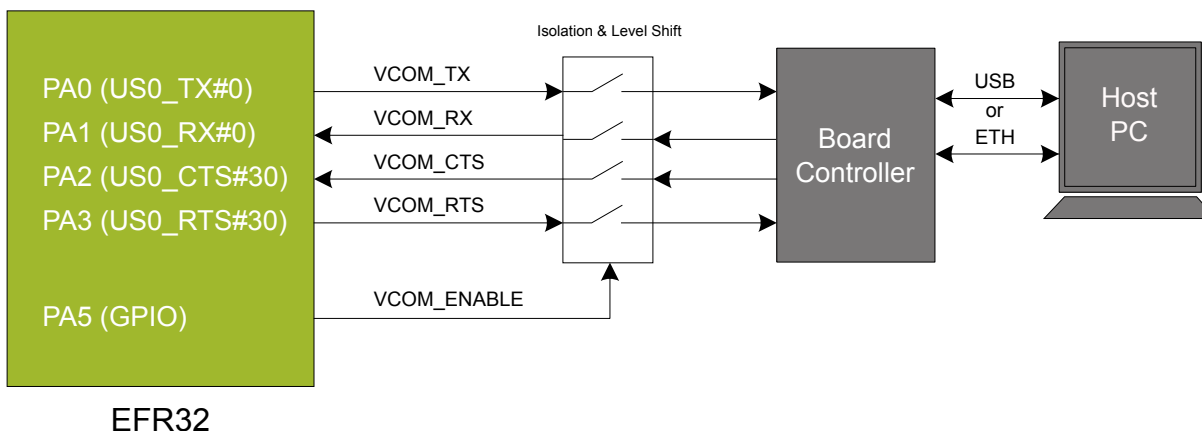 Isolation & Level Shift
PA0 (US0_TX#0)
VCOM_TX
PA1 (US0_RX#0)
VCOM_RX
PA2 (US0_CTS#30)
VCOM_CTS
PA3 (US0_RTS#30)
VCOM_RTS
PA5 (GPIO)
VCOM_ENABLE
Board
Controller
USB
or
ETH
Host
PC
EFR32